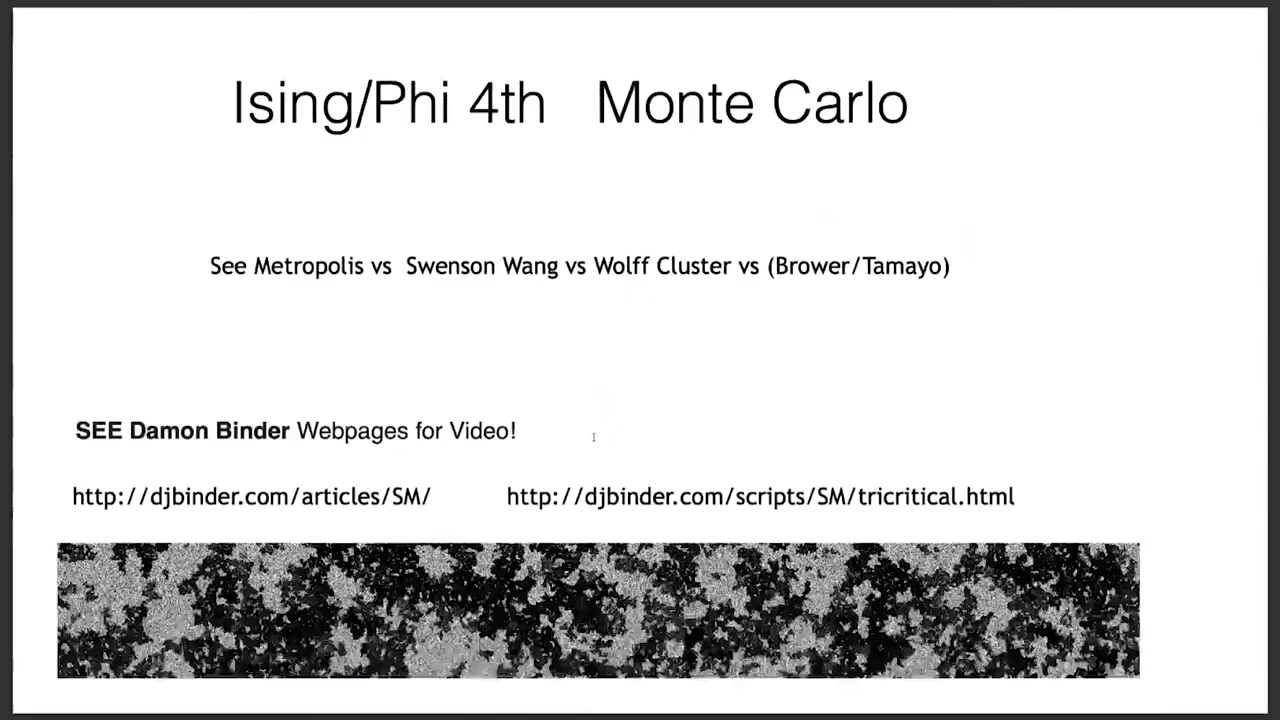 Ising/Phi 4th Monte Carlo
See Metropolis vs Swenson Wang vs Wolff Cluster vs (Brower/Tamayo)
SEE Damon Binder Webpages for Video!
http://djbinder.com/articles/SM/ http://djbinder.com/scripts/SM/tricritical.html